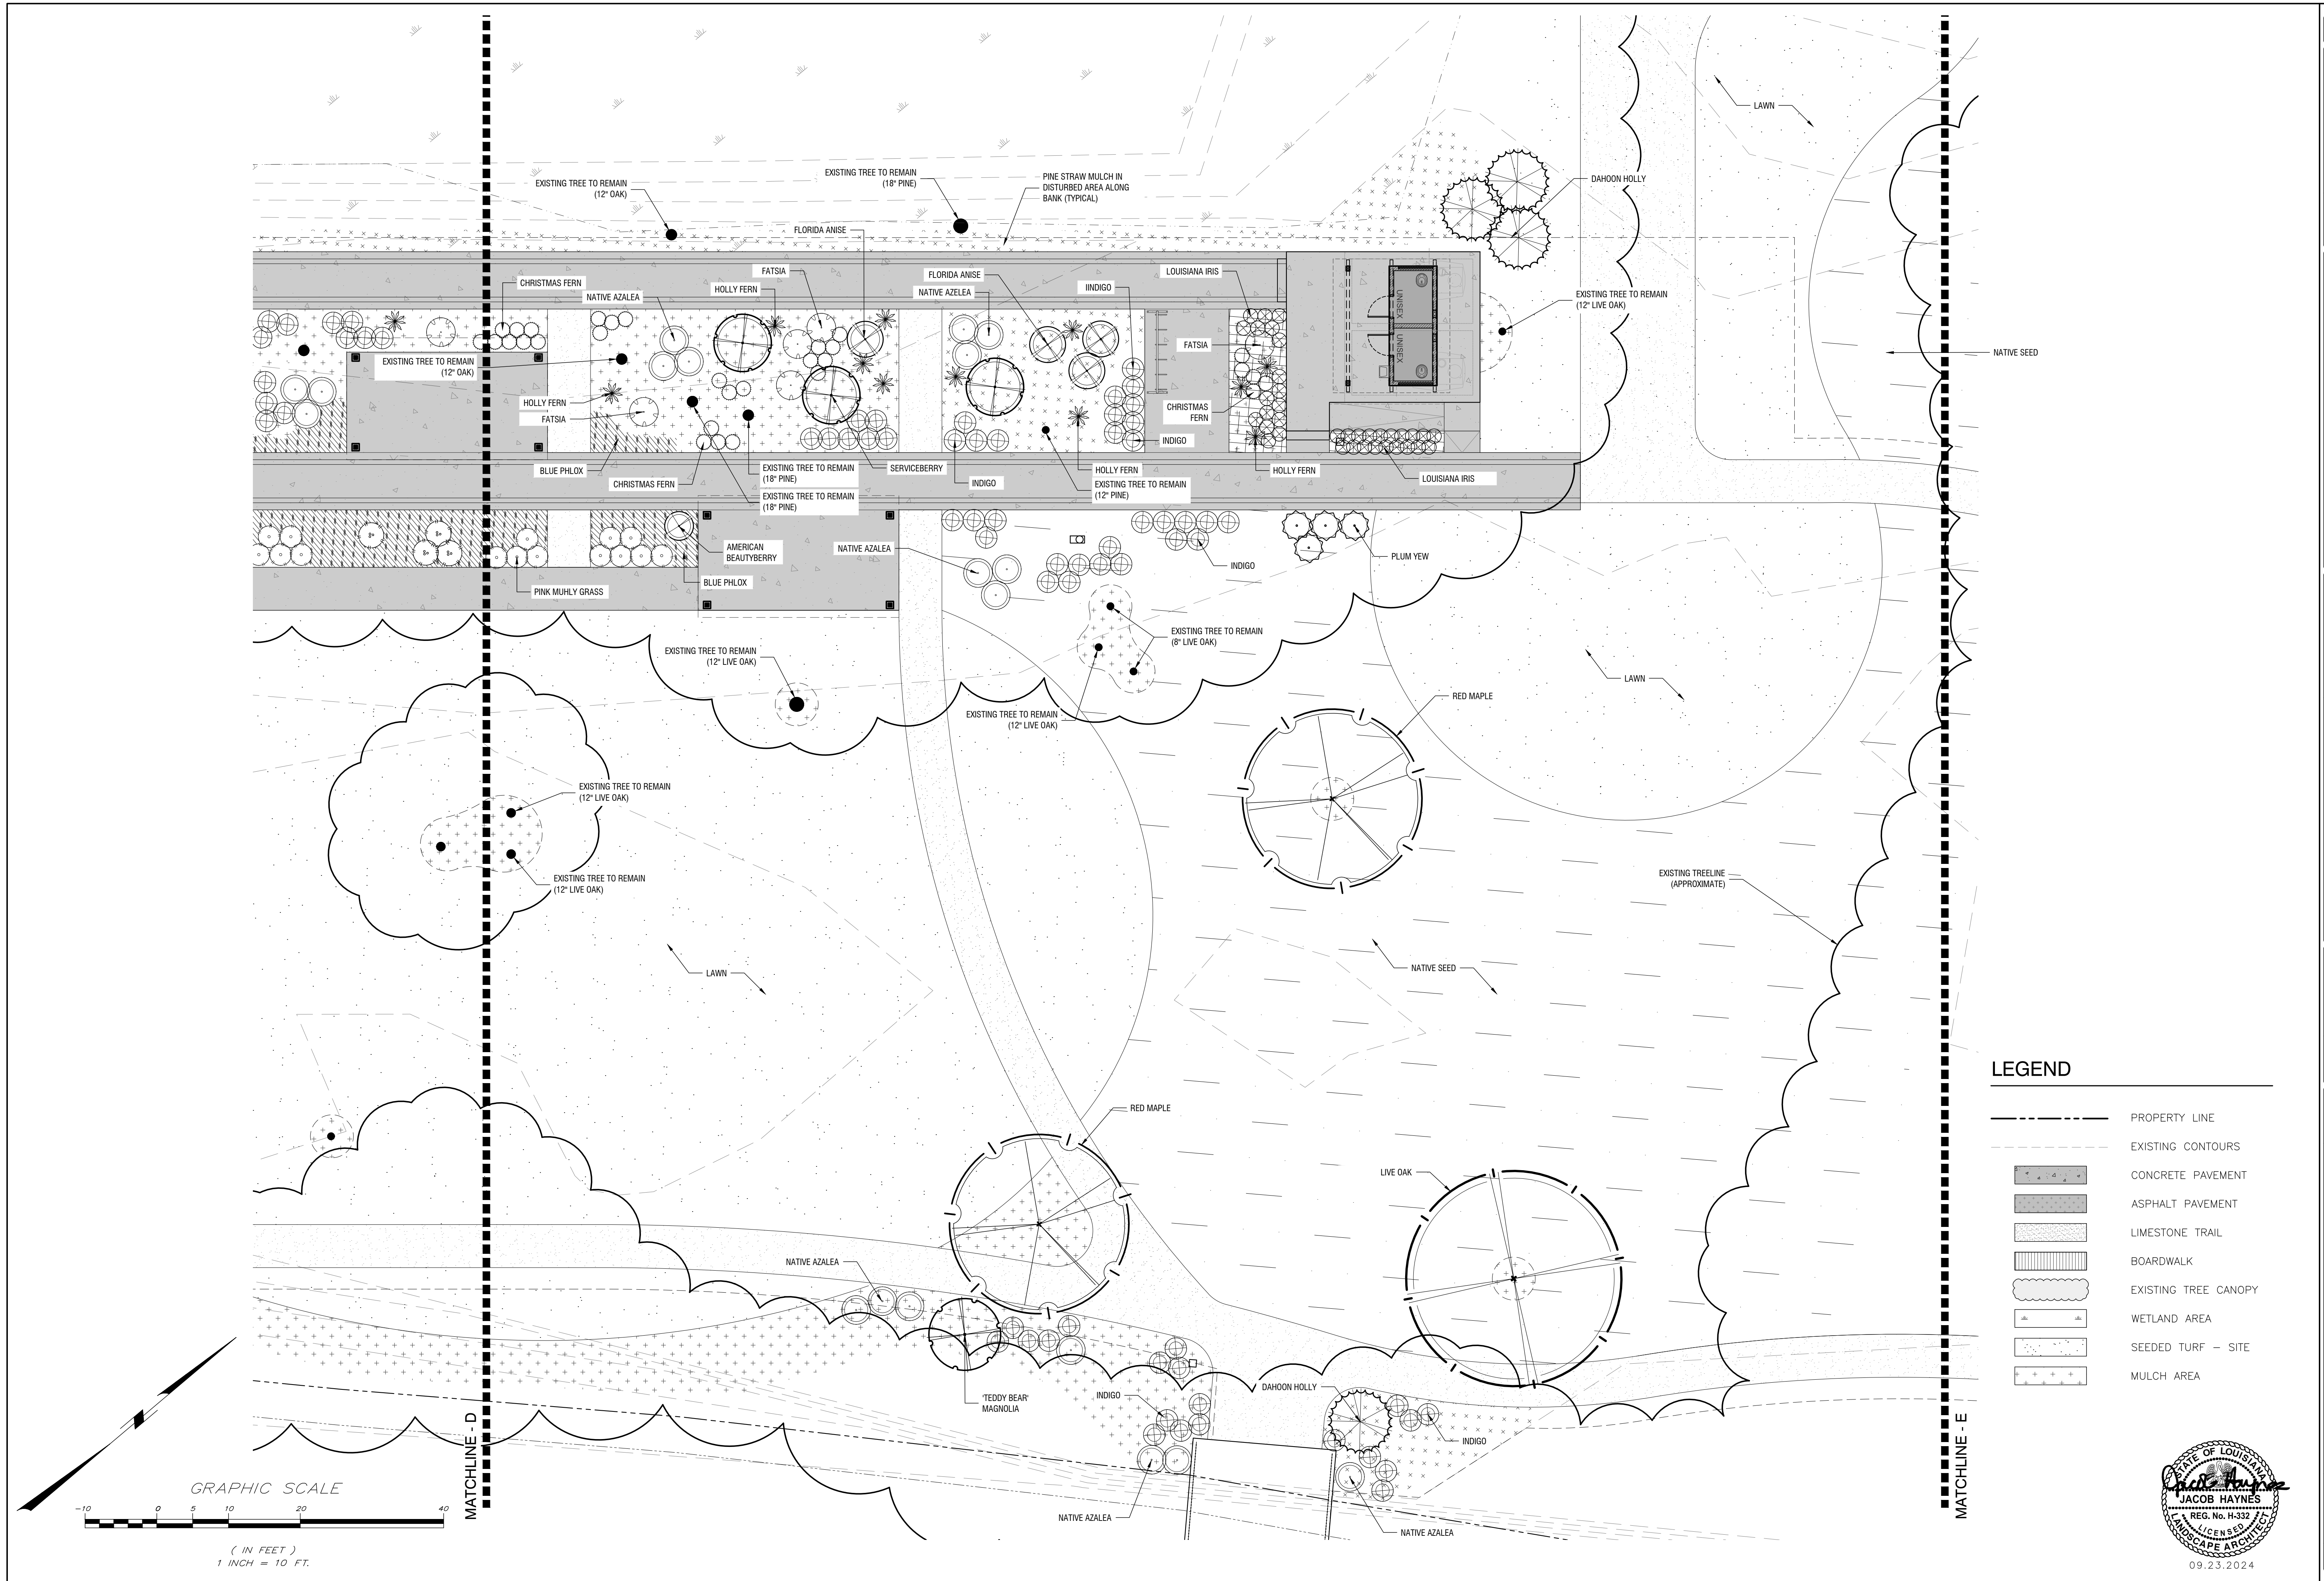 LAWN
EXISTING TREE TO REMAIN
(12" OAK)
EXISTING TREE TO REMAIN
(18" PINE)
PINE STRAW MULCH IN
DISTURBED AREA ALONG
BANK (TYPICAL)
DAHOON HOLLY
FLORIDA ANISE
CHRISTMAS FERN
NATIVE AZALEA
HOLLY FERN
FATSIA
FLORIDA ANISE
NATIVE AZELEA
LOUISIANA IRIS
IINDIGO
EXISTING TREE TO REMAIN
(12" LIVE OAK)
UNISEX
UNISEX
FATSIA
NATIVE SEED
EXISTING TREE TO REMAIN
(12" OAK)
HOLLY FERN
FATSIA
CHRISTMAS
FERN
INDIGO
BLUE PHLOX
CHRISTMAS FERN
EXISTING TREE TO REMAIN
(18" PINE)
EXISTING TREE TO REMAIN
(18" PINE)
SERVICEBERRY
INDIGO
HOLLY FERN
EXISTING TREE TO REMAIN
(12" PINE)
HOLLY FERN
LOUISIANA IRIS
AMERICAN
BEAUTYBERRY
NATIVE AZALEA
BLUE PHLOX
PINK MUHLY GRASS
INDIGO
PLUM YEW
EXISTING TREE TO REMAIN
(8" LIVE OAK)
EXISTING TREE TO REMAIN
(12" LIVE OAK)
EXISTING TREE TO REMAIN
(12" LIVE OAK)
LAWN
RED MAPLE
EXISTING TREE TO REMAIN
(12" LIVE OAK)
EXISTING TREE TO REMAIN
(12" LIVE OAK)
EXISTING TREELINE
(APPROXIMATE)
LAWN
NATIVE SEED
RED MAPLE
LIVE OAK
NATIVE AZALEA
'TEDDY BEAR'
MAGNOLIA
INDIGO
DAHOON HOLLY
INDIGO
NATIVE AZALEA
NATIVE AZALEA
MATCHLINE - D
MATCHLINE - E
GRAPHIC SCALE
-10 0 5 10 20 40
( IN FEET )
1 INCH = 10 FT.
LEGEND
PROPERTY LINE
EXISTING CONTOURS
CONCRETE PAVEMENT
ASPHALT PAVEMENT
LIMESTONE TRAIL
BOARDWALK
EXISTING TREE CANOPY
WETLAND AREA
SEEDED TURF – SITE
MULCH AREA
STATE OF LOUISIANA
Jacob Haynes
JACOB HAYNES
REG. No. H-332
LICENSED
LANDSCAPE ARCHITECT
09.23.2024